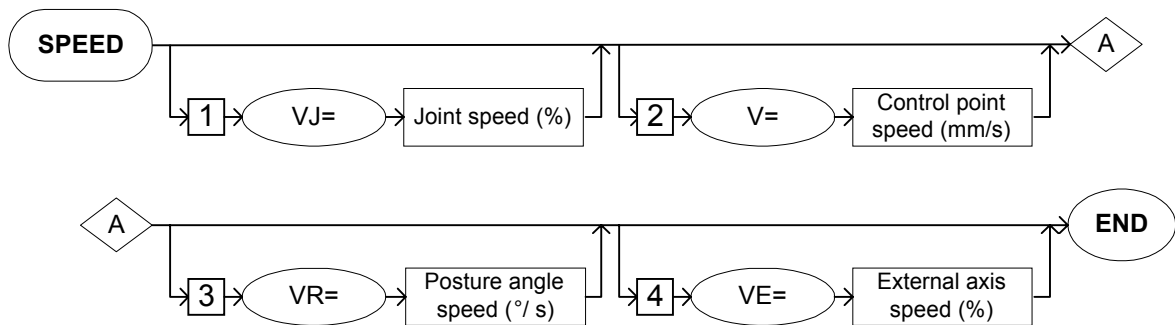 SPEED
A
1
VJ=
Joint speed (%)
2
V=
Control point
speed (mm/s)
A
END
3
VR=
Posture angle
speed (°/ s)
4
VE=
External axis
speed (%)